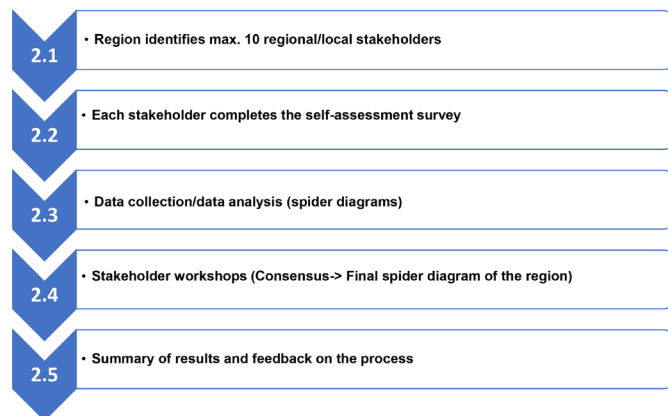 2.1
• Region identifies max. 10 regional/local stakeholders
2.2
• Each stakeholder completes the self-assessment survey
2.3
• Data collection/data analysis (spider diagrams)
2.4
• Stakeholder workshops (Consensus-> Final spider diagram of the region)
2.5
• Summary of results and feedback on the process